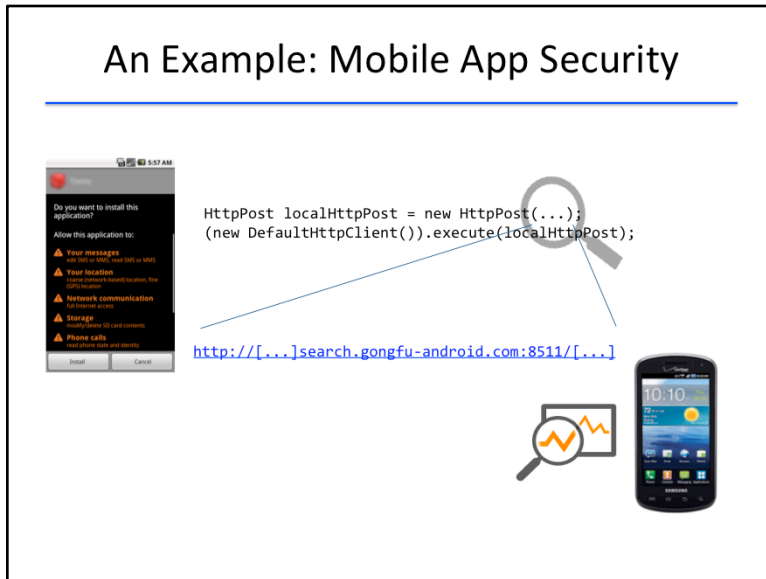 An Example: Mobile App Security
5:57 AM
Do you want to install this
application?
Allow this application to:
Your messages
edit SMS or MMS, read SMS or MMS
Your location
coarse (network-based) location, fine
(GPS) location
Network communication
full Internet access
Storage
modify/delete SD card contents
Phone calls
read phone state and identity
Install
Cancel
HttpPost localHttpPost = new HttpPost(...);
(new DefaultHttpClient()).execute(localHttpPost);
http://[...]search.gongfu-android.com:8511/[...]
verizon
10:10
72
SAMSUNG